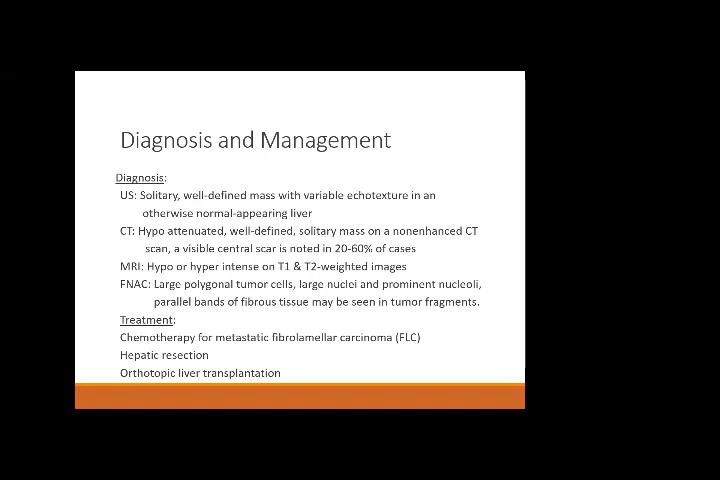 Diagnosis and Management
Diagnosis:
US: Solitary, well-defined mass with variable echotexture in an
otherwise normal-appearing liver
CT: Hypo attenuated, well-defined, solitary mass on a nonenhanced CT
scan, a visible central scar is noted in 20-60% of cases
MRI: Hypo or hyper intense on T1 & T2-weighted images
FNAC: Large polygonal tumor cells, large nuclei and prominent nucleoli,
parallel bands of fibrous tissue may be seen in tumor fragments.
Treatment:
Chemotherapy for metastatic fibrolamellar carcinoma (FLC)
Hepatic resection
Orthotopic liver transplantation